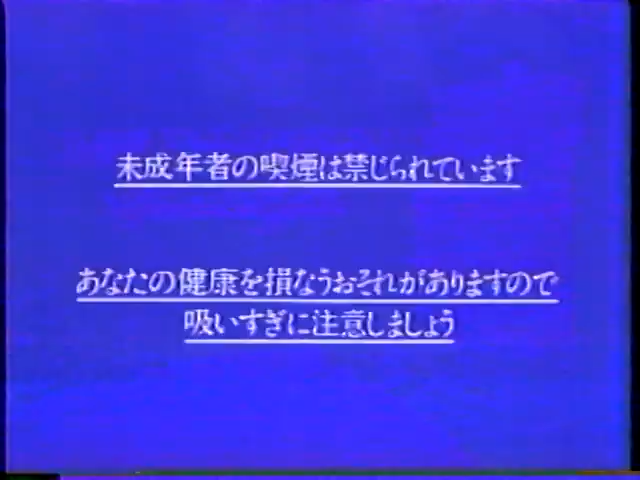 未成年者の喫煙は禁じられています
あなたの健康を損なうおそれがありますので
吸いすぎに注意しましょう